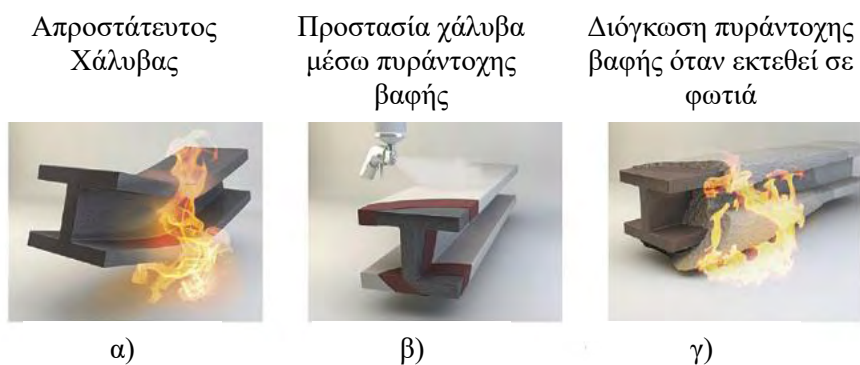 Απροστάτευτος
Χάλυβας
Προστασία χάλυβα
μέσω πυράντοχης
βαφής
Διόγκωση πυράντοχης
βαφής όταν εκτεθεί σε
φωτιά
α)
β)
γ)